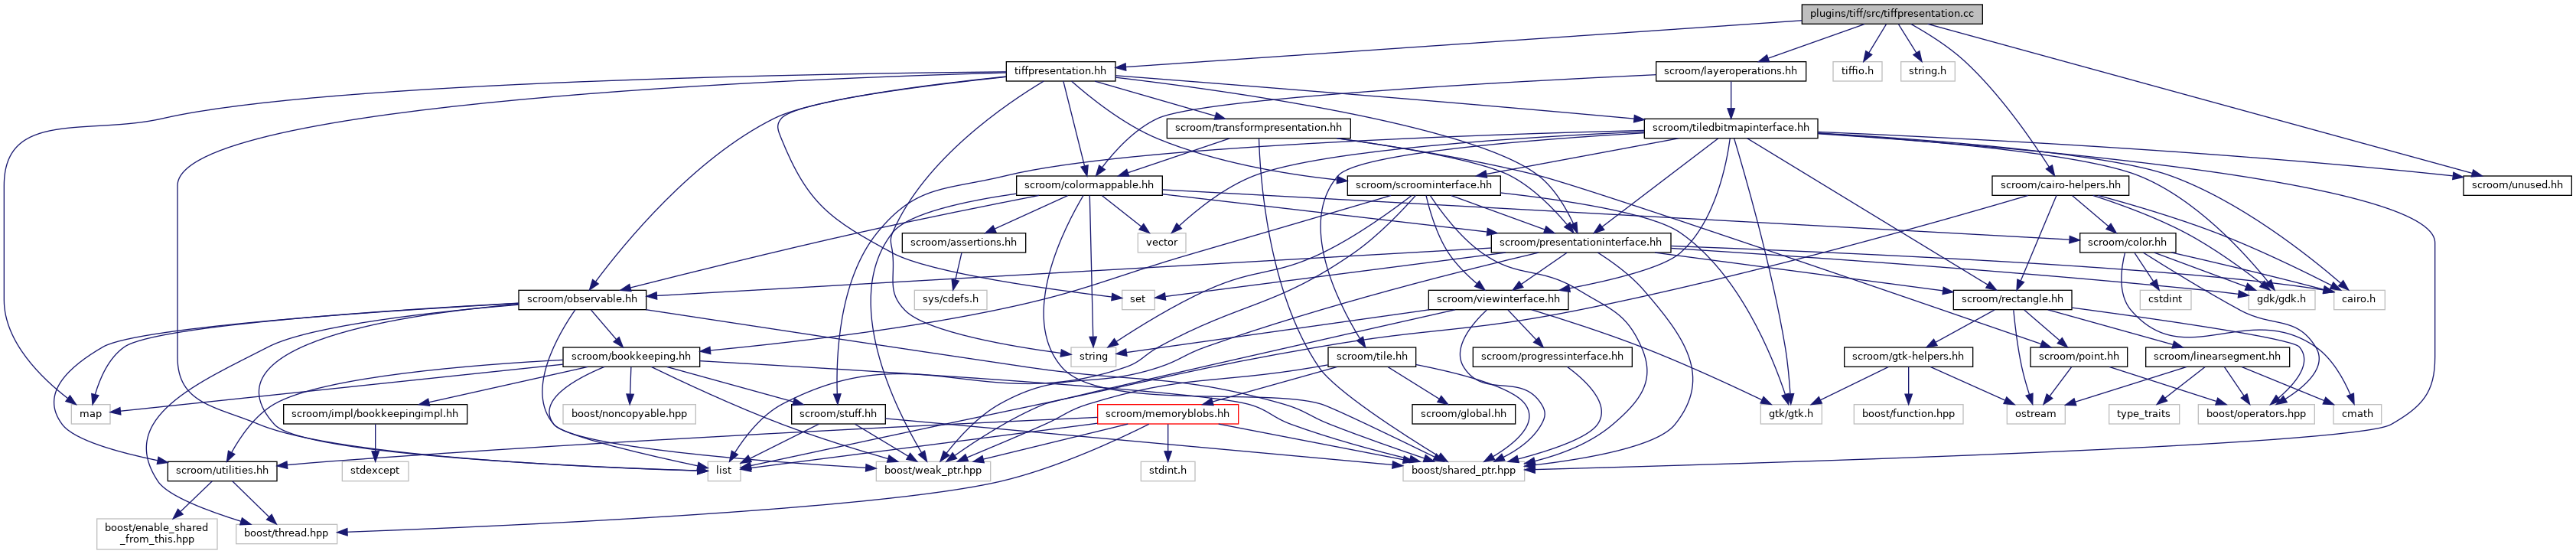 plugins/tiff/src/tiffpresentation.cc
tiffpresentation.hh
scroom/layeroperations.hh
tiffio.h
string.h
scroom/transformpresentation.hh
scroom/tiledbitmapinterface.hh
scroom/colormappable.hh
scroom/scroominterface.hh
scroom/cairo-helpers.hh
scroom/unused.hh
scroom/assertions.hh
vector
scroom/presentationinterface.hh
scroom/color.hh
scroom/observable.hh
sys/cdefs.h
set
scroom/viewinterface.hh
scroom/rectangle.hh
cstdint
gdk/gdk.h
cairo.h
scroom/bookkeeping.hh
string
scroom/tile.hh
scroom/progressinterface.hh
scroom/gtk-helpers.hh
scroom/point.hh
scroom/linearsegment.hh
map
scroom/impl/bookkeepingimpl.hh
boost/noncopyable.hpp
scroom/stuff.hh
scroom/memoryblobs.hh
scroom/global.hh
gtk/gtk.h
boost/function.hpp
ostream
type_traits
boost/operators.hpp
cmath
scroom/utilities.hh
stdexcept
list
boost/weak_ptr.hpp
stdint.h
boost/shared_ptr.hpp
boost/enable_shared
_from_this.hpp
boost/thread.hpp